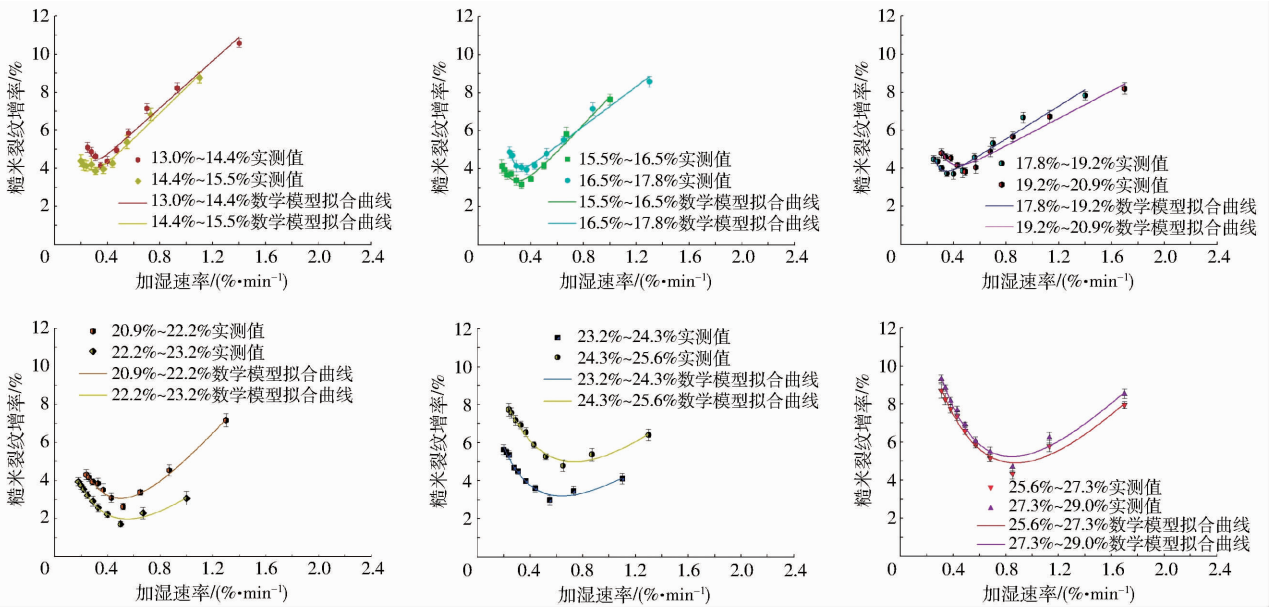 12
10
8
6
4
2
0.4
0.8
1.2
1.6
2.0
2.4
糙米裂纹增率/%
加湿速率/(%·min⁻¹)
13.0%~14.4%实测值
14.4%~15.5%实测值
13.0%~14.4%数学模型拟合曲线
14.4%~15.5%数学模型拟合曲线
12
10
8
6
4
2
0.4
0.8
1.2
1.6
2.0
2.4
糙米裂纹增率/%
加湿速率/(%·min⁻¹)
15.5%~16.5%实测值
16.5%~17.8%实测值
15.5%~16.5%数学模型拟合曲线
16.5%~17.8%数学模型拟合曲线
12
10
8
6
4
2
0.4
0.8
1.2
1.6
2.0
2.4
糙米裂纹增率/%
加湿速率/(%·min⁻¹)
17.8%~19.2%实测值
19.2%~20.9%实测值
17.8%~19.2%数学模型拟合曲线
19.2%~20.9%数学模型拟合曲线
12
10
8
6
4
2
0.4
0.8
1.2
1.6
2.0
2.4
糙米裂纹增率/%
加湿速率/(%·min⁻¹)
20.9%~22.2%实测值
22.2%~23.2%实测值
20.9%~22.2%数学模型拟合曲线
22.2%~23.2%数学模型拟合曲线
12
10
8
6
4
2
0.4
0.8
1.2
1.6
2.0
2.4
糙米裂纹增率/%
加湿速率/(%·min⁻¹)
23.2%~24.3%实测值
24.3%~25.6%实测值
23.2%~24.3%数学模型拟合曲线
24.3%~25.6%数学模型拟合曲线
12
10
8
6
4
2
0.4
0.8
1.2
1.6
2.0
2.4
糙米裂纹增率/%
加湿速率/(%·min⁻¹)
25.6%~27.3%实测值
27.3%~29.0%实测值
25.6%~27.3%数学模型拟合曲线
27.3%~29.0%数学模型拟合曲线